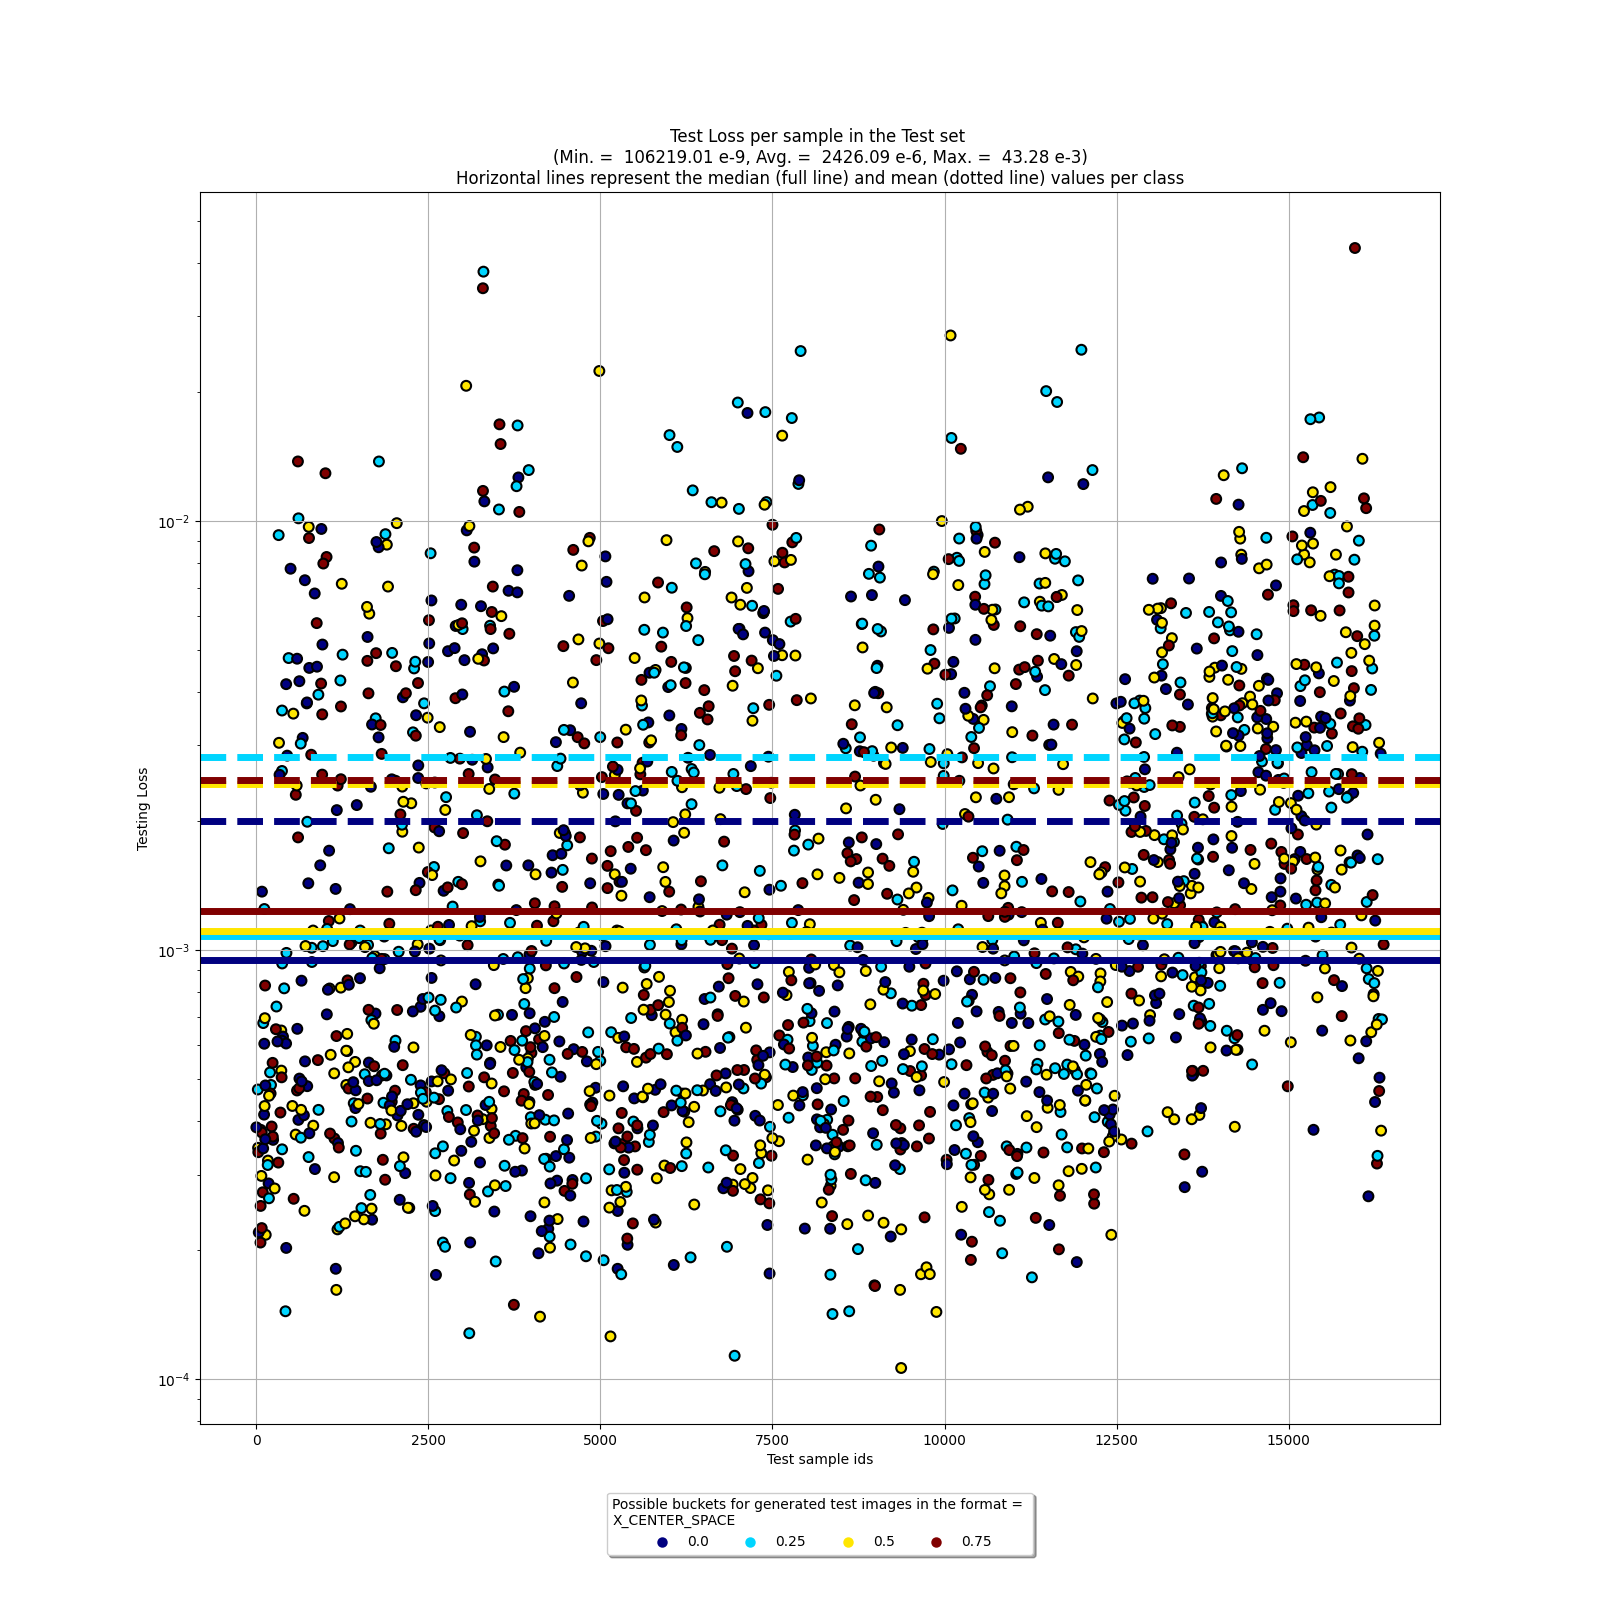 Test Loss per sample in the Test set
(Min. = 106219.01 e-9, Avg. = 2426.09 e-6, Max. = 43.28 e-3)
Horizontal lines represent the median (full line) and mean (dotted line) values per class
Testing Loss
10⁻²
10⁻³
10⁻⁴
0 2500 5000 7500 10000 12500 15000
Test sample ids
Possible buckets for generated test images in the format =
X_CENTER_SPACE
0.0 0.25 0.5 0.75